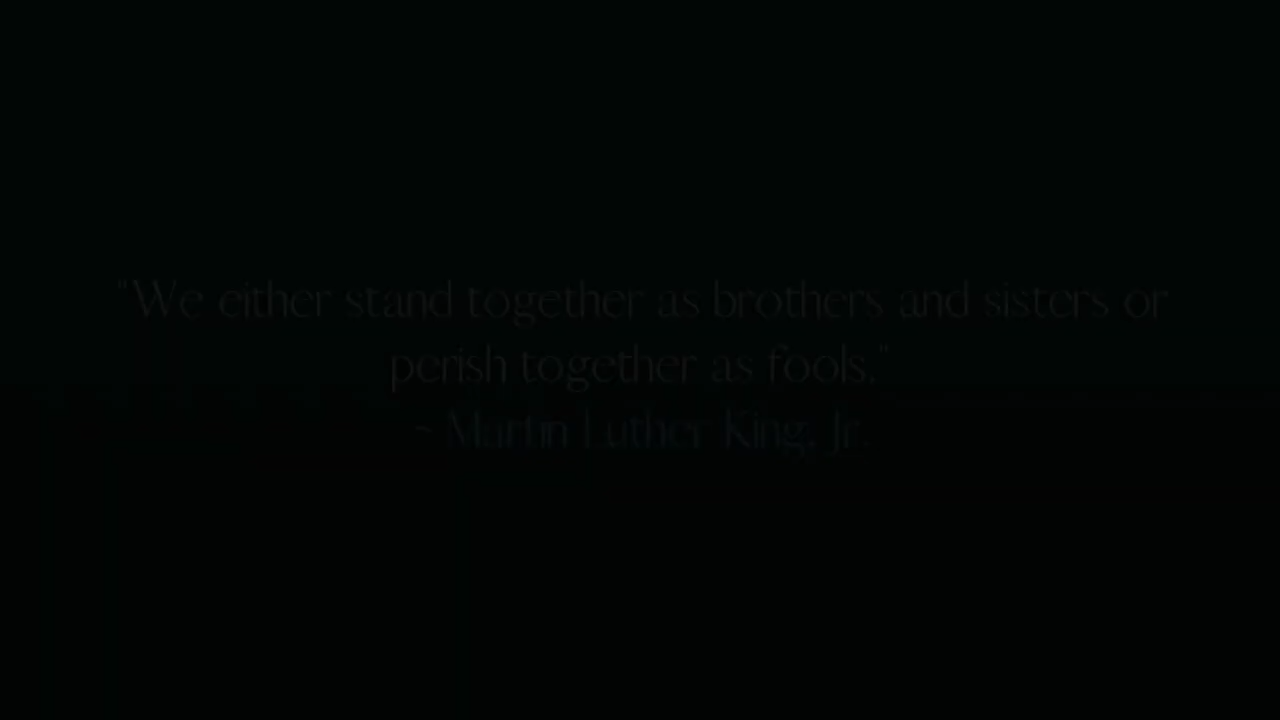 "We either stand together as brothers and sisters or
perish together as fools."
~ Martin Luther King, Jr.